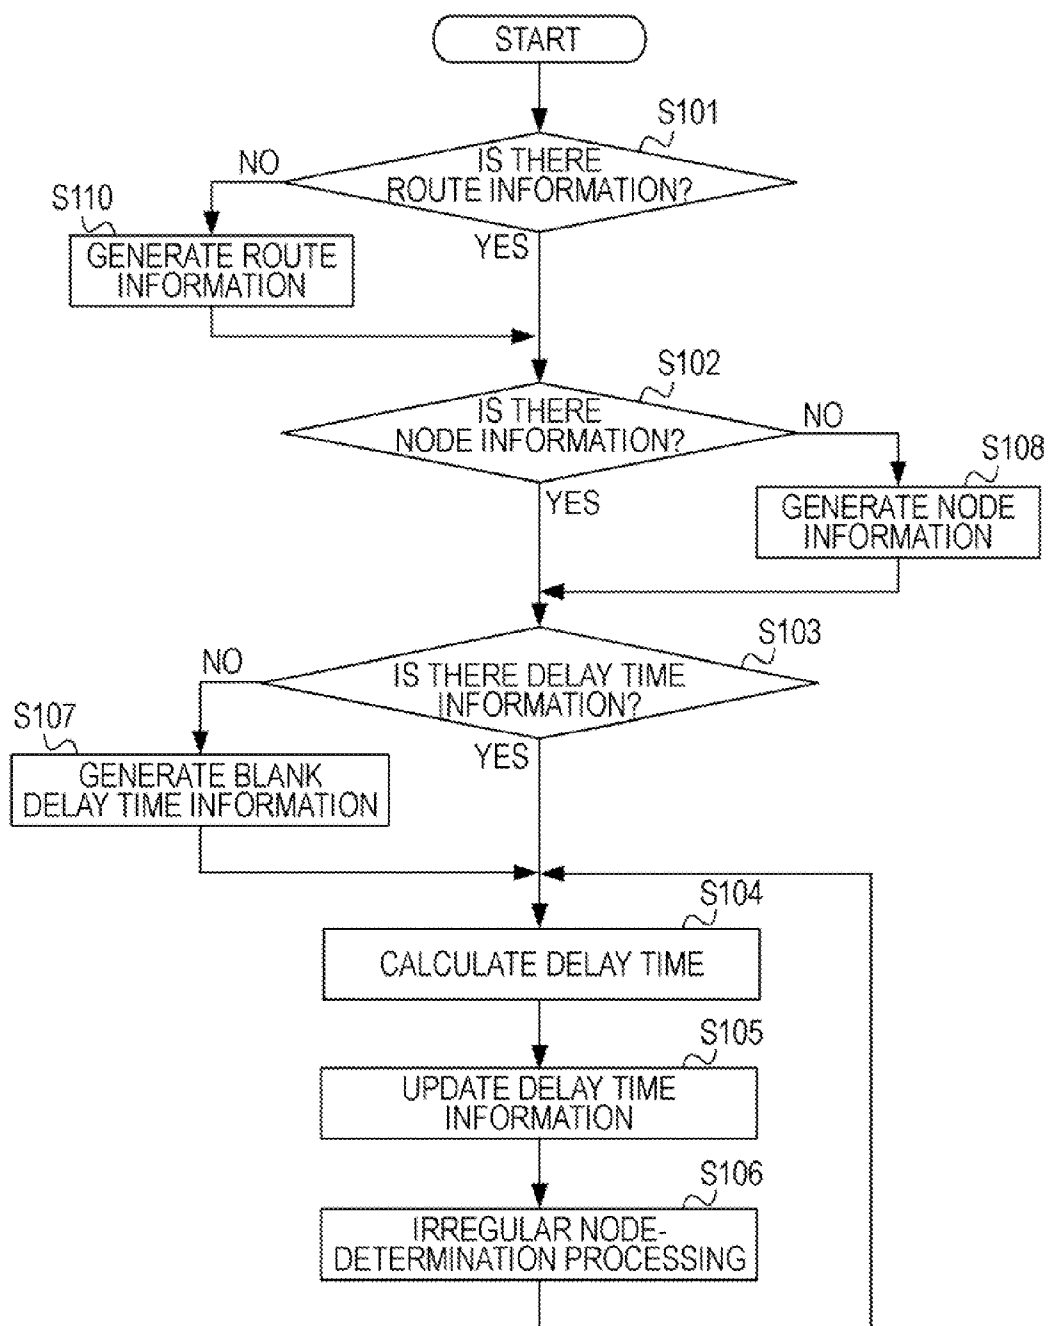 START
S101
IS THERE
ROUTE INFORMATION?
NO
YES
S110
GENERATE ROUTE
INFORMATION
S102
IS THERE
NODE INFORMATION?
NO
YES
S108
GENERATE NODE
INFORMATION
S103
IS THERE DELAY TIME
INFORMATION?
NO
YES
S107
GENERATE BLANK
DELAY TIME INFORMATION
S104
CALCULATE DELAY TIME
S105
UPDATE DELAY TIME
INFORMATION
S106
IRREGULAR NODE-
DETERMINATION PROCESSING